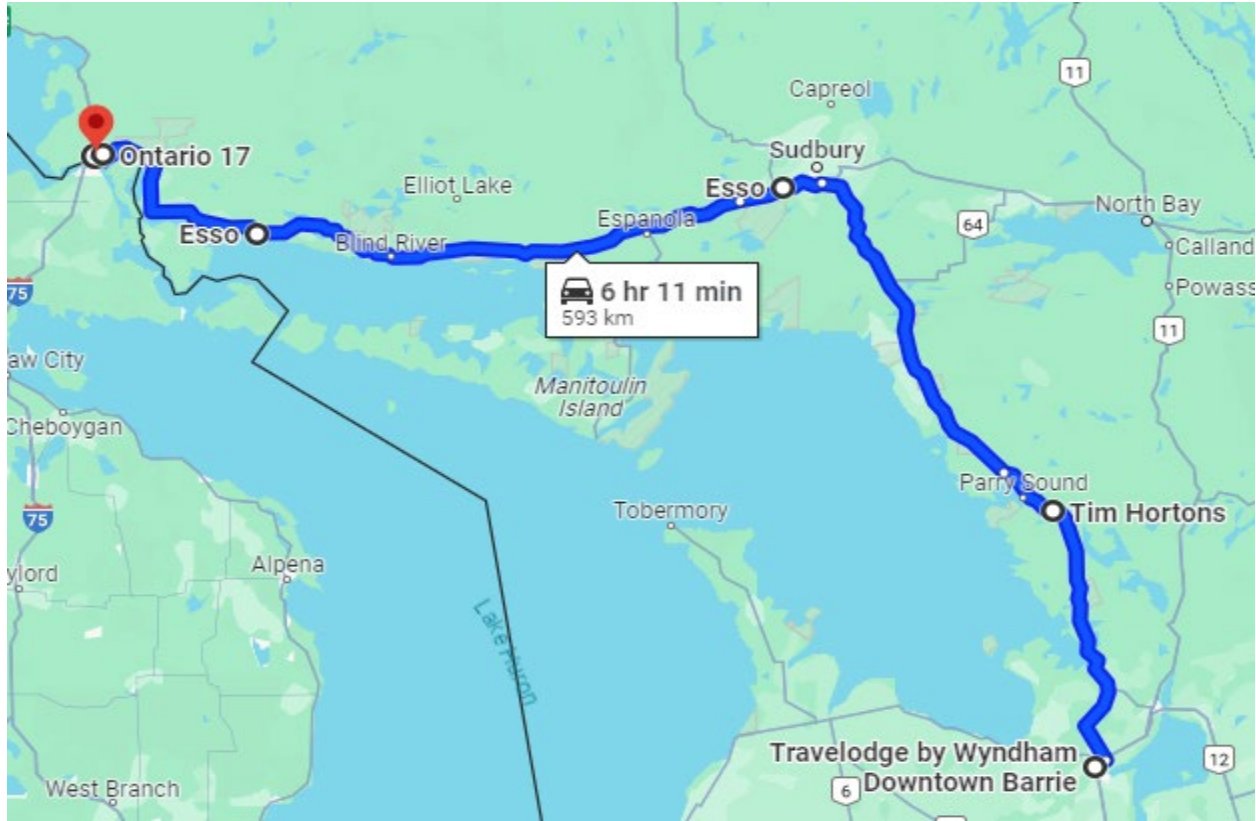 11
Capreol
Ontario 17
Sudbury
Elliot Lake
Esso
North Bay
Espanola
64
Esso
Blind River
Calland
75
6 hr 11 min
593 km
Powass
11
aw City
Manitoulin
Island
Cheboygan
Parry Sound
Tobermory
Tim Hortons
75
Alpena
ylord
Lake Huron
Travelodge by Wyndham
Downtown Barrie
12
6
West Branch